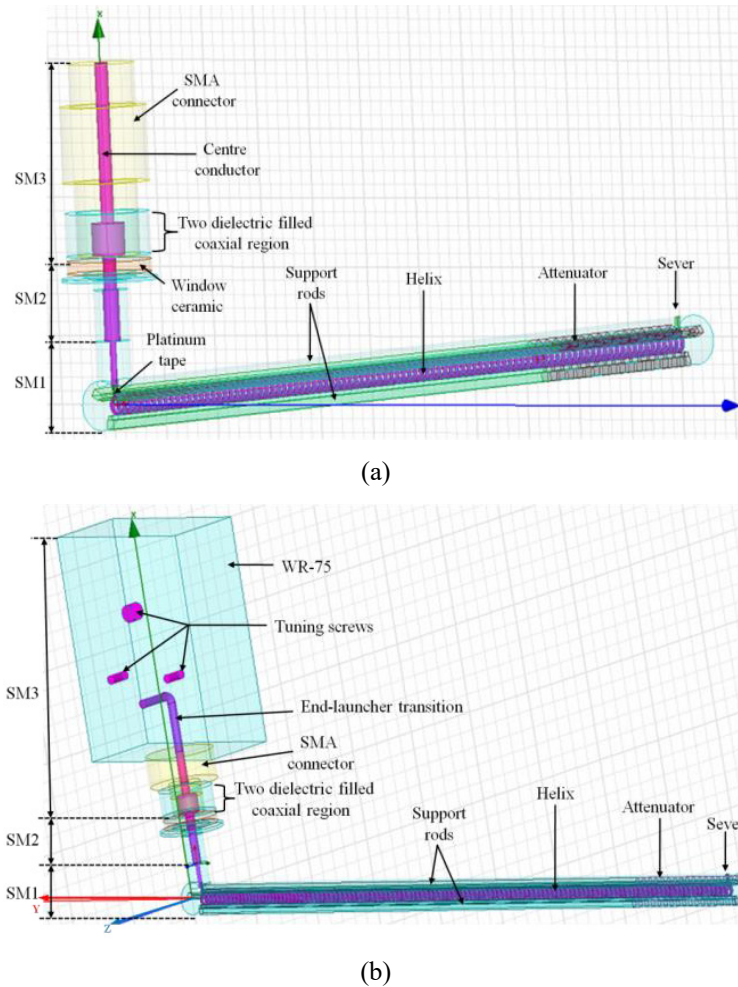 X
SMA
connector
Centre
conductor
SM3
Two dielectric filled
coaxial region
Window
ceramic
Support
rods
Helix
Attenuator
Sever
SM2
Platinum
tape
SM1
(a)
X
WR-75
Tuning screws
SM3
End-launcher transition
SMA
connector
Two dielectric filled
coaxial region
Support
rods
Helix
Attenuator
Seve
SM2
SM1
Y
Z
(b)